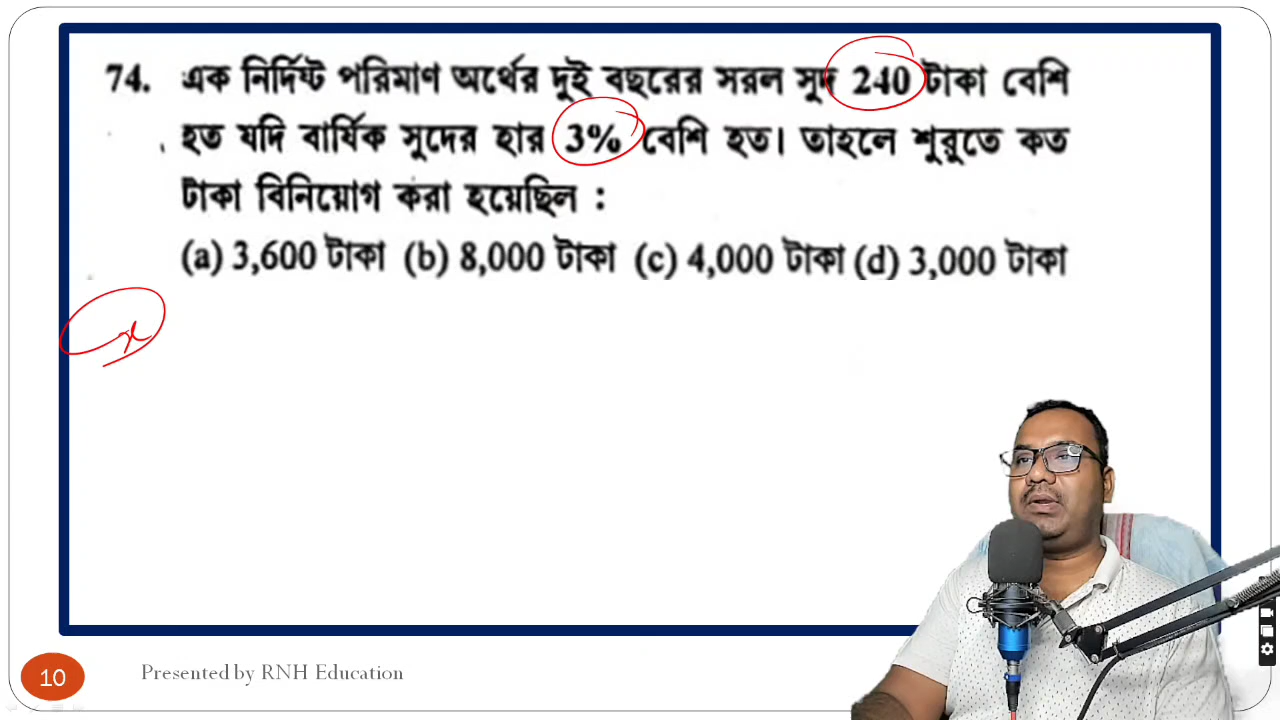 74. এক নির্দিষ্ট পরিমাণ অর্থের দুই বছরের সরল সুদ 240 টাকা বেশি
হত যদি বার্ষিক সুদের হার 3% বেশি হত। তাহলে শুরুতে কত
টাকা বিনিয়োগ করা হয়েছিল :
(a) 3,600 টাকা (b) 8,000 টাকা (c) 4,000 টাকা (d) 3,000 টাকা
x
10
Presented by RNH Education